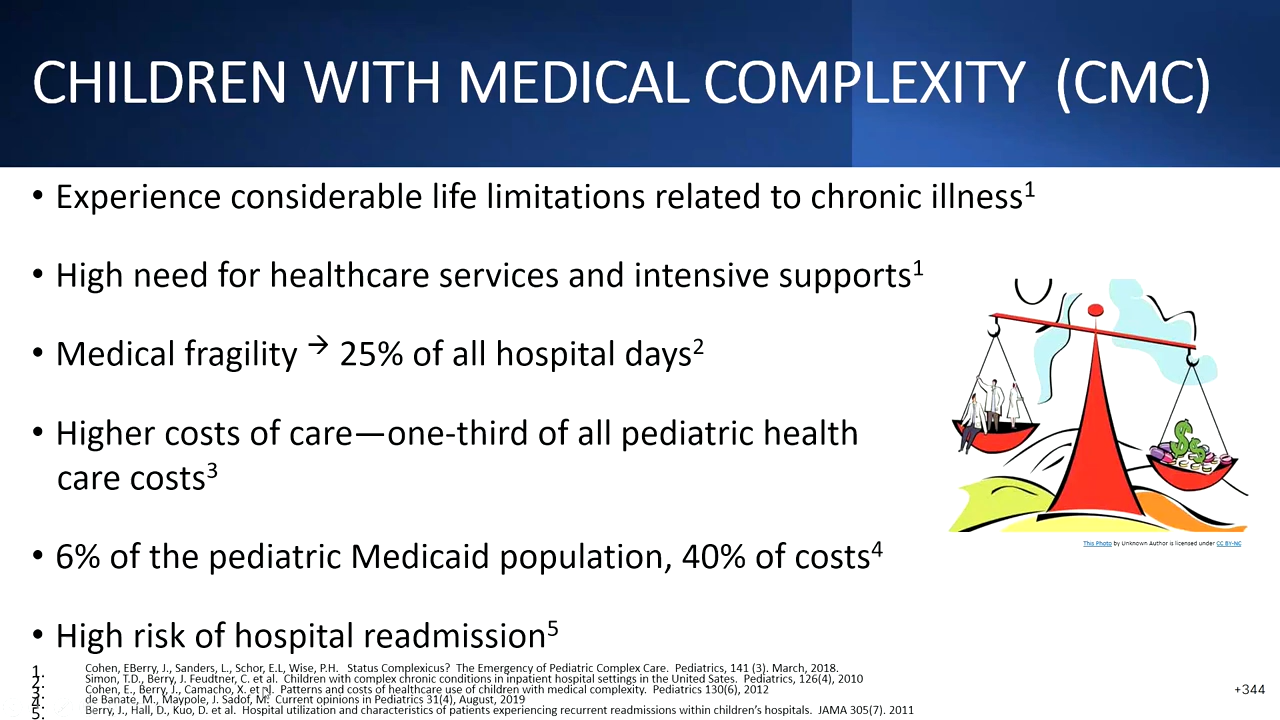 CHILDREN WITH MEDICAL COMPLEXITY (CMC)
• Experience considerable life limitations related to chronic illness1
• High need for healthcare services and intensive supports1
• Medical fragility → 25% of all hospital days2
• Higher costs of care—one-third of all pediatric health
care costs3
• 6% of the pediatric Medicaid population, 40% of costs4
• High risk of hospital readmission5
This Photo by Unknown Author is licensed under CC BY-NC
1. Cohen, EBerry, J., Sanders, L., Schor, E.L, Wise, P.H. Status Complexicus? The Emergency of Pediatric Complex Care. Pediatrics, 141 (3). March, 2018.
2. Simon, T.D., Berry, J. Feudtner, C. et al. Children with complex chronic conditions in inpatient hospital settings in the United Sates. Pediatrics, 126(4), 2010
3. Cohen, E., Berry, J., Camacho, X. et al. Patterns and costs of healthcare use of children with medical complexity. Pediatrics 130(6), 2012
4. de Banate, M., Maypole, J. Sadof, M. Current opinions in Pediatrics 31(4), August, 2019
5. Berry, J., Hall, D., Kuo, D. et al. Hospital utilization and characteristics of patients experiencing recurrent readmissions within children's hospitals. JAMA 305(7). 2011
+344